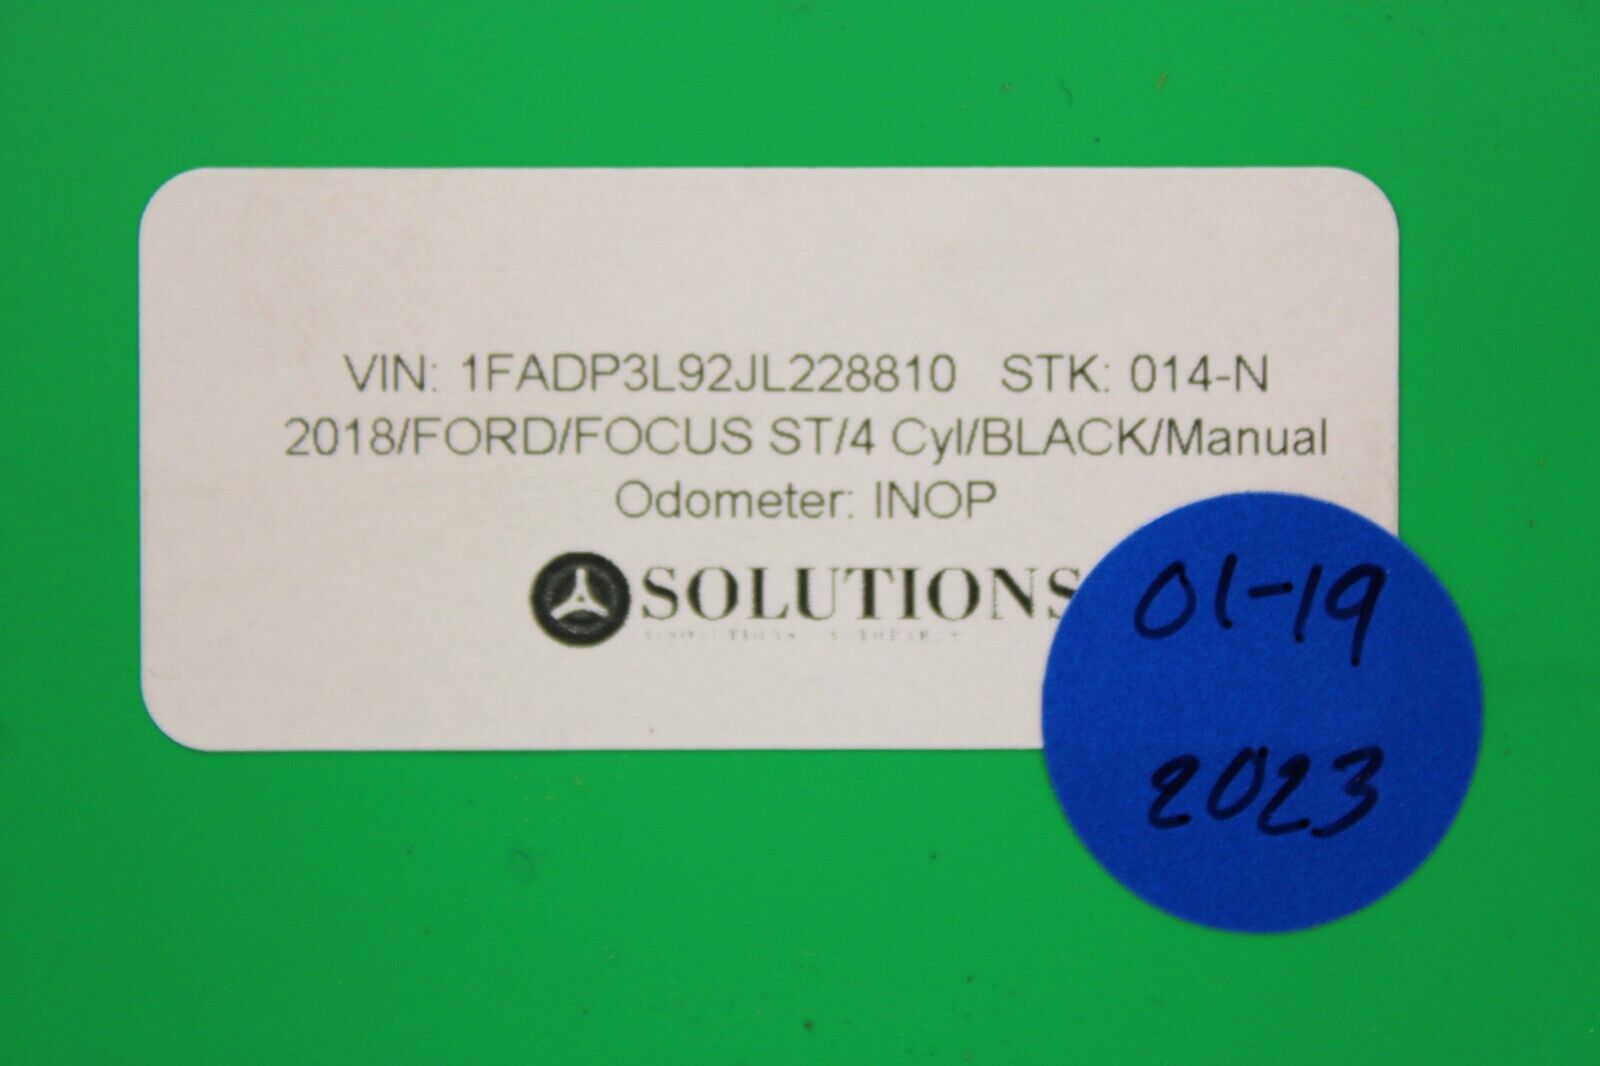 VIN: 1FADP3L92JL228810 STK: 014-N
2018/FORD/FOCUS ST/4 Cyl/BLACK/Manual
Odometer: INOP
SOLUTIONS
01-19
2023